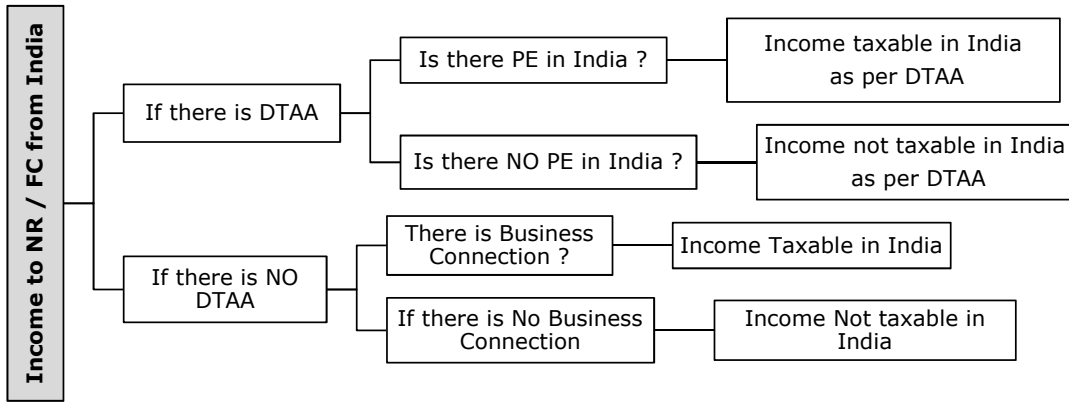 Income to NR / FC from India
If there is DTAA
Is there PE in India ?
Income taxable in India
as per DTAA
Is there NO PE in India ?
Income not taxable in India
as per DTAA
If there is NO
DTAA
There is Business
Connection ?
Income Taxable in India
If there is No Business
Connection
Income Not taxable in
India